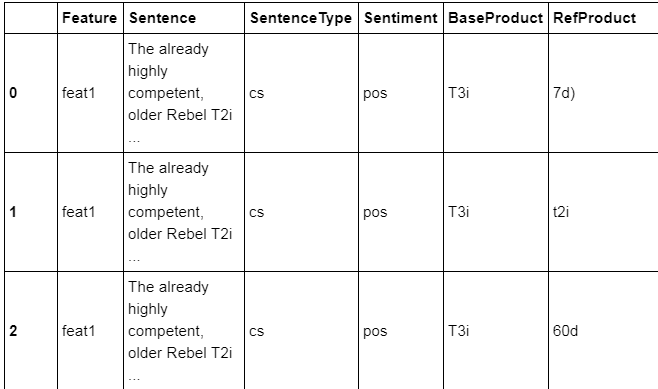 Feature Sentence SentenceType Sentiment BaseProduct RefProduct
The already
highly
0 feat1 competent, cs pos T3i 7d)
older Rebel T2i
...
The already
highly
1 feat1 competent, cs pos T3i t2i
older Rebel T2i
...
The already
highly
2 feat1 competent, cs pos T3i 60d
older Rebel T2i
...